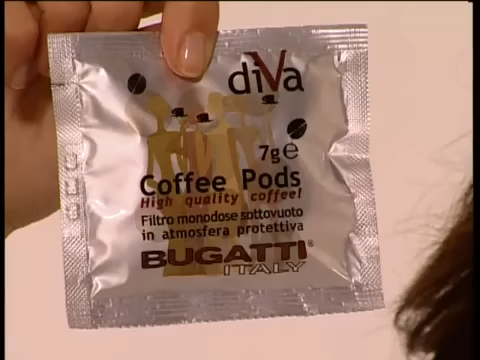 diVa
7g e
Coffee Pods
High quality coffee!
Filtro monodose sottovuoto
in atmosfera protettiva
BUGATTI®
ITALY